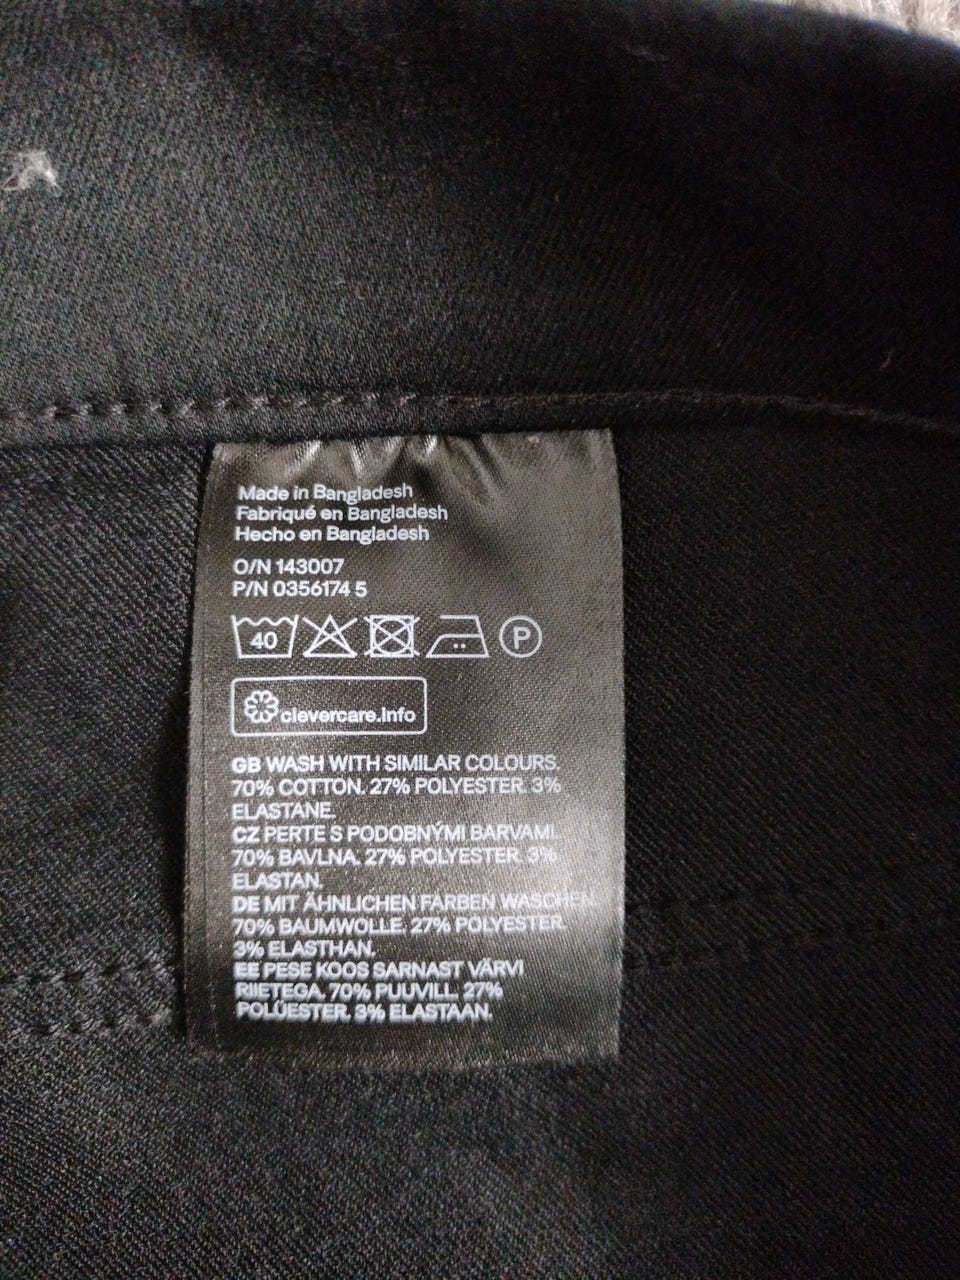 Made in Bangladesh
Fabriqué en Bangladesh
Hecho en Bangladesh
O/N 143007
P/N 0356174 5
40 P
clevercare.info
GB WASH WITH SIMILAR COLOURS.
70% COTTON. 27% POLYESTER. 3%
ELASTANE.
CZ PERTE S PODOBNÝMI BARVAMI.
70% BAVLNA. 27% POLYESTER. 3%
ELASTAN.
DE MIT ÄHNLICHEN FARBEN WASCHEN.
70% BAUMWOLLE. 27% POLYESTER.
3% ELASTHAN.
EE PESE KOOS SARNAST VÄRVI
RIIETEGA. 70% PUUVILL. 27%
POLÜESTER. 3% ELASTAAN.